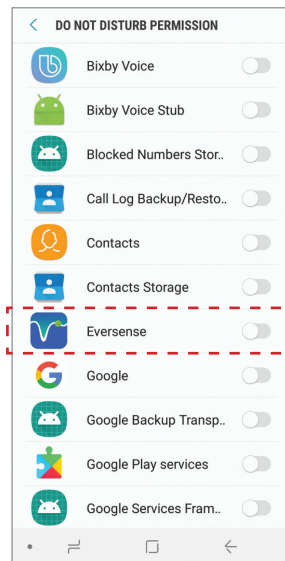 DO NOT DISTURB PERMISSION
Bixby Voice
Bixby Voice Stub
Blocked Numbers Stor..
Call Log Backup/Resto..
Contacts
Contacts Storage
Eversense
Google
Google Backup Transp..
Google Play services
Google Services Fram..